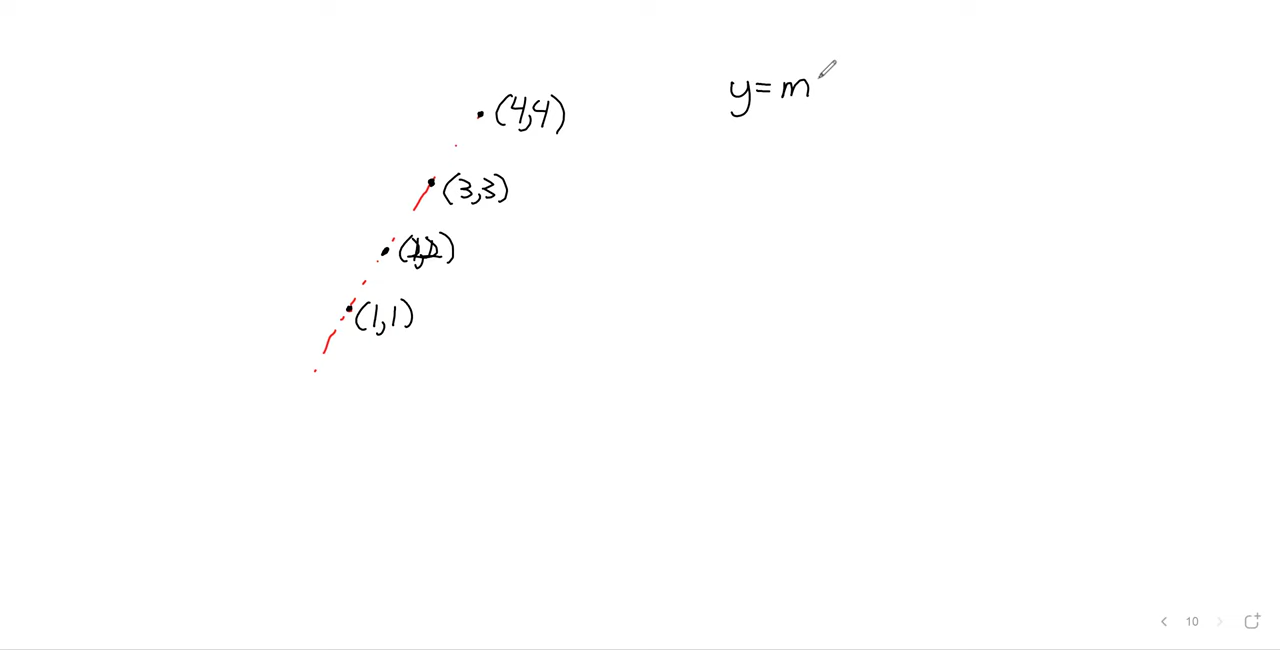 y=m
(4,4)
(3,3)
(1,1)
10